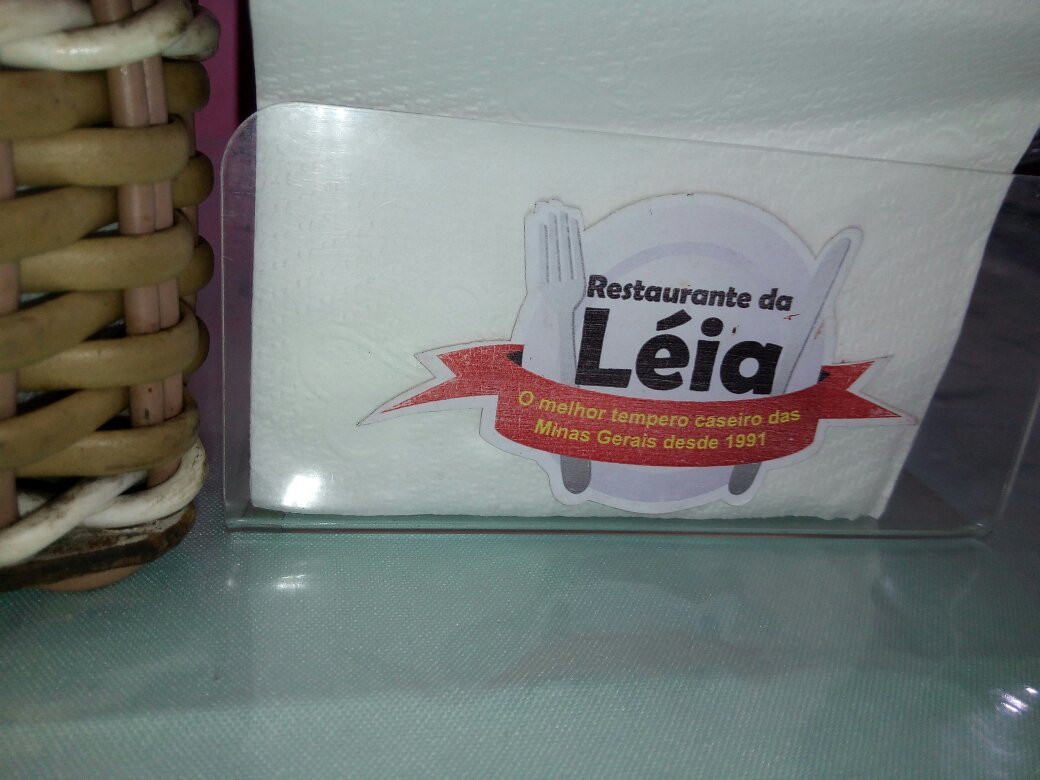 Restaurante da
Léia
O melhor tempero caseiro das
Minas Gerais desde 1991